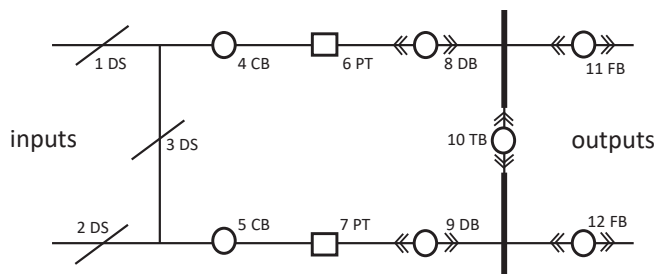 1 DS
4 CB
6 PT
8 DB
11 FB
inputs
3 DS
10 TB
outputs
2 DS
5 CB
7 PT
9 DB
12 FB